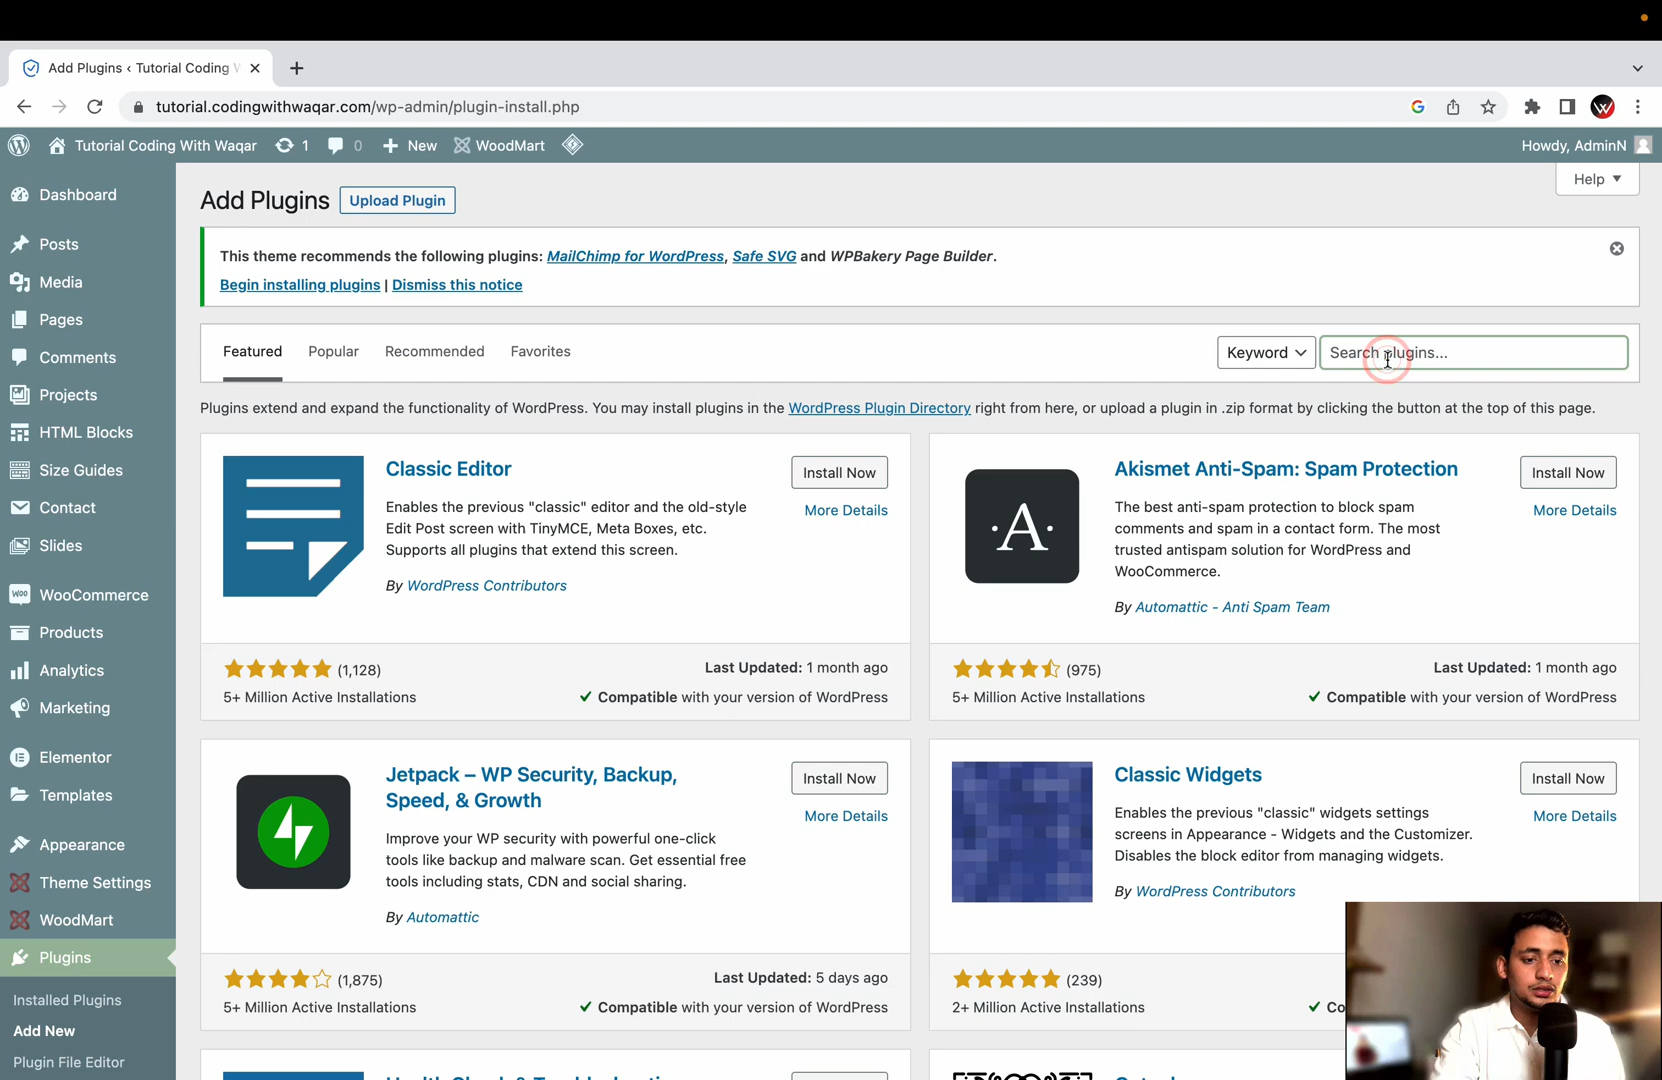 Add Plugins ‹ Tutorial Coding W
tutorial.codingwithwaqar.com/wp-admin/plugin-install.php
Tutorial Coding With Waqar 1 0 New WoodMart
Howdy, AdminN
Help
Dashboard
Posts
Media
Pages
Comments
Projects
HTML Blocks
Size Guides
Contact
Slides
WooCommerce
Products
Analytics
Marketing
Elementor
Templates
Appearance
Theme Settings
WoodMart
Plugins
Installed Plugins
Add New
Plugin File Editor
Add Plugins Upload Plugin
This theme recommends the following plugins: MailChimp for WordPress, Safe SVG and WPBakery Page Builder.
Begin installing plugins | Dismiss this notice
Featured Popular Recommended Favorites
Keyword Search plugins...
Plugins extend and expand the functionality of WordPress. You may install plugins in the WordPress Plugin Directory right from here, or upload a plugin in .zip format by clicking the button at the top of this page.
Classic Editor
Install Now
More Details
Enables the previous "classic" editor and the old-style
Edit Post screen with TinyMCE, Meta Boxes, etc.
Supports all plugins that extend this screen.
By WordPress Contributors
(1,128)
Last Updated: 1 month ago
5+ Million Active Installations
Compatible with your version of WordPress
·A·
Akismet Anti-Spam: Spam Protection
Install Now
More Details
The best anti-spam protection to block spam
comments and spam in a contact form. The most
trusted antispam solution for WordPress and
WooCommerce.
By Automattic - Anti Spam Team
(975)
Last Updated: 1 month ago
5+ Million Active Installations
Compatible with your version of WordPress
Jetpack – WP Security, Backup,
Speed, & Growth
Install Now
More Details
Improve your WP security with powerful one-click
tools like backup and malware scan. Get essential free
tools including stats, CDN and social sharing.
By Automattic
(1,875)
Last Updated: 5 days ago
5+ Million Active Installations
Compatible with your version of WordPress
Classic Widgets
Install Now
More Details
Enables the previous "classic" widgets settings
screens in Appearance - Widgets and the Customizer.
Disables the block editor from managing widgets.
By WordPress Contributors
(239)
2+ Million Active Installations
Co